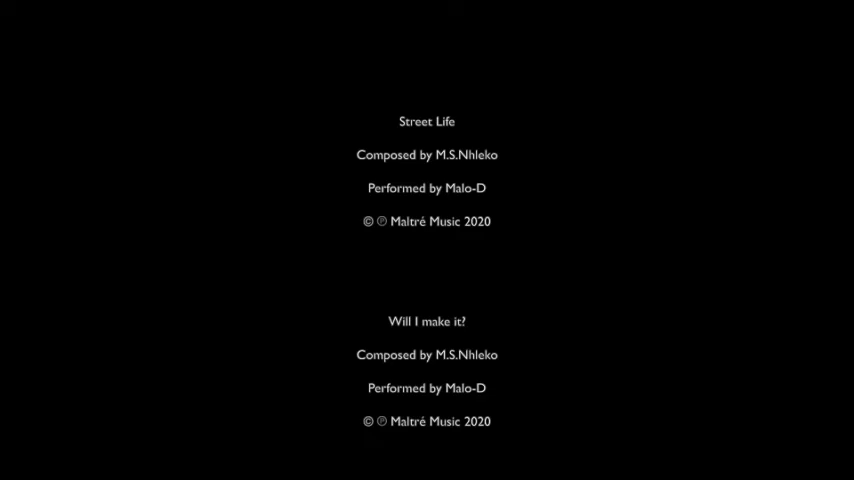 Street Life
Composed by M.S.Nhleko
Performed by Malo-D
© ℗ Maltré Music 2020
Will I make it?
Composed by M.S.Nhleko
Performed by Malo-D
© ℗ Maltré Music 2020